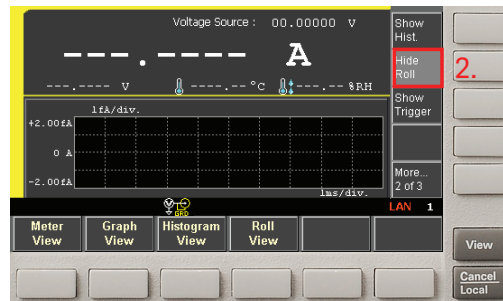 Voltage Source : 00.00000 V
Show
Hist.
---.---- A
Hide
Roll
2.
---.---- V ----.--°C ---.--%RH
Show
Trigger
1fA/div.
+2.00fA
0 A
-2.00fA
1ms/div.
More...
2 of 3
GRD
LAN 1
Meter
View
Graph
View
Histogram
View
Roll
View
View
Cancel
Local